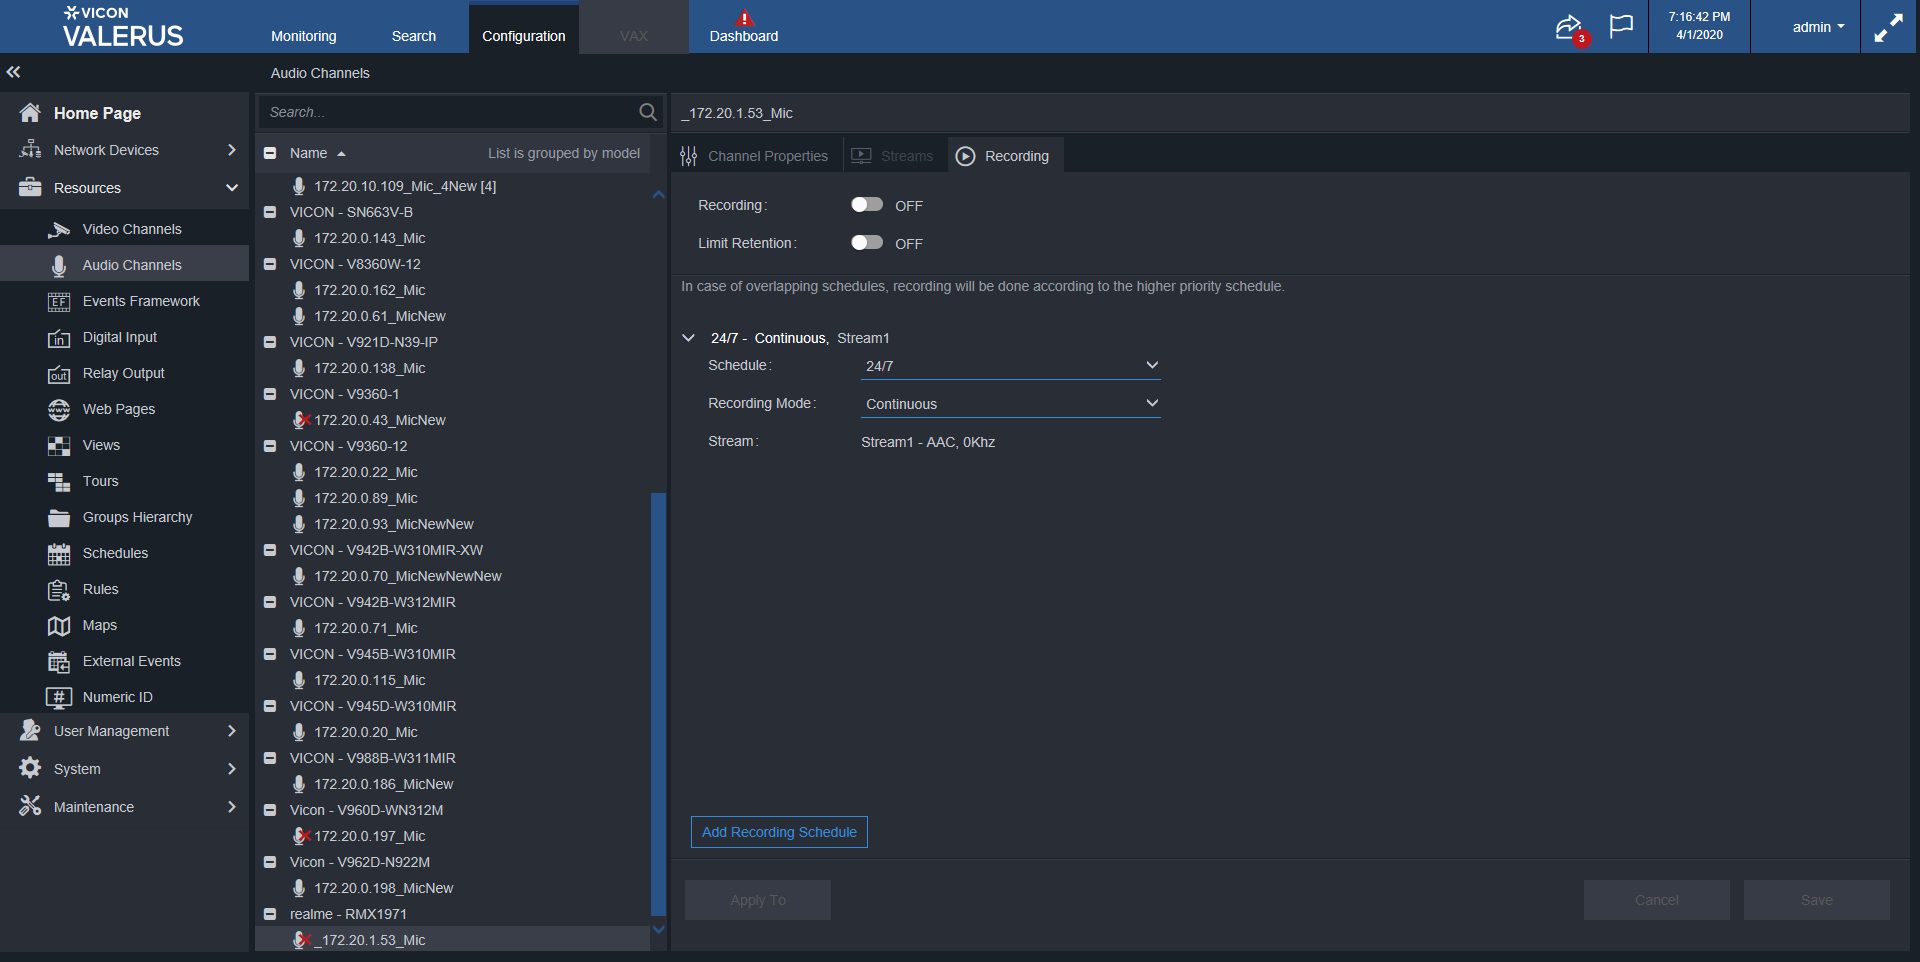 VICON
VALERUS
Monitoring
Search
Configuration
VAX
Dashboard
3
7:16:42 PM
4/1/2020
admin
Audio Channels
Home Page
Network Devices
Resources
Video Channels
Audio Channels
EF
Events Framework
in
Digital Input
out
Relay Output
www
Web Pages
Views
Tours
Groups Hierarchy
Schedules
Rules
Maps
External Events
#
Numeric ID
User Management
System
Maintenance
Search...
Name
List is grouped by model
172.20.10.109_Mic_4New [4]
VICON - SN663V-B
172.20.0.143_Mic
VICON - V8360W-12
172.20.0.162_Mic
172.20.0.61_MicNew
VICON - V921D-N39-IP
172.20.0.138_Mic
VICON - V9360-1
172.20.0.43_MicNew
VICON - V9360-12
172.20.0.22_Mic
172.20.0.89_Mic
172.20.0.93_MicNewNew
VICON - V942B-W310MIR-XW
172.20.0.70_MicNewNewNew
VICON - V942B-W312MIR
172.20.0.71_Mic
VICON - V945B-W310MIR
172.20.0.115_Mic
VICON - V945D-W310MIR
172.20.0.20_Mic
VICON - V988B-W311MIR
172.20.0.186_MicNew
Vicon - V960D-WN312M
172.20.0.197_Mic
Vicon - V962D-N922M
172.20.0.198_MicNew
realme - RMX1971
_172.20.1.53_Mic
_172.20.1.53_Mic
Channel Properties
Streams
Recording
Recording:
OFF
Limit Retention:
OFF
In case of overlapping schedules, recording will be done according to the higher priority schedule.
24/7 - Continuous, Stream1
Schedule:
24/7
Recording Mode:
Continuous
Stream:
Stream1 - AAC, 0Khz
Add Recording Schedule
Apply To
Cancel
Save